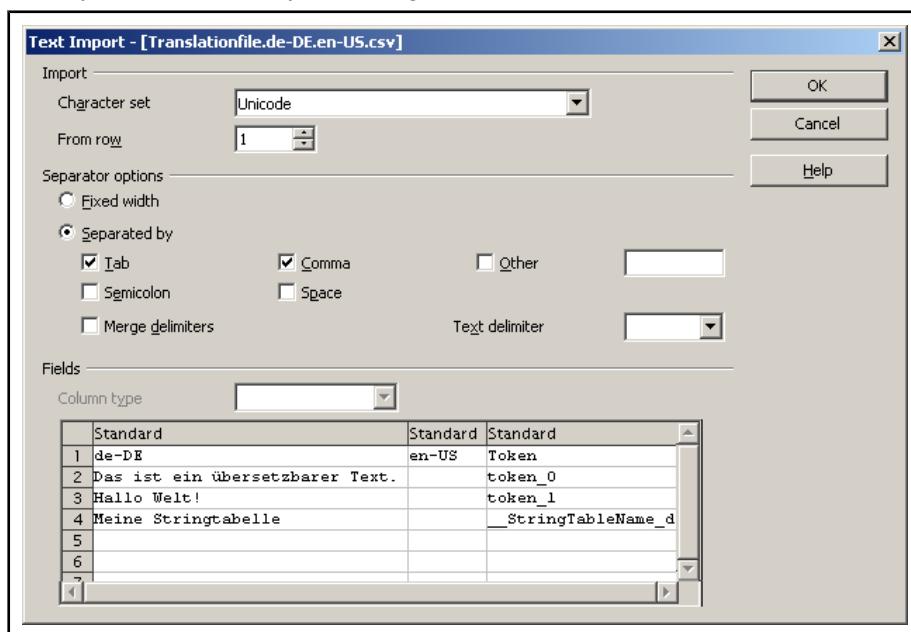 Text Import - [Translationfile.de-DE.en-US.csv]
Import
Character set Unicode
From row 1
OK
Cancel
Help
Separator options
Fixed width
Separated by
Tab Comma Other
Semicolon Space
Merge delimiters Text delimiter
Fields
Column type
Standard Standard Standard
1 de-DE en-US Token
2 Das ist ein übersetzbarer Text. token_0
3 Hallo Welt! token_1
4 Meine Stringtabelle __StringTableName_d
5
6
7